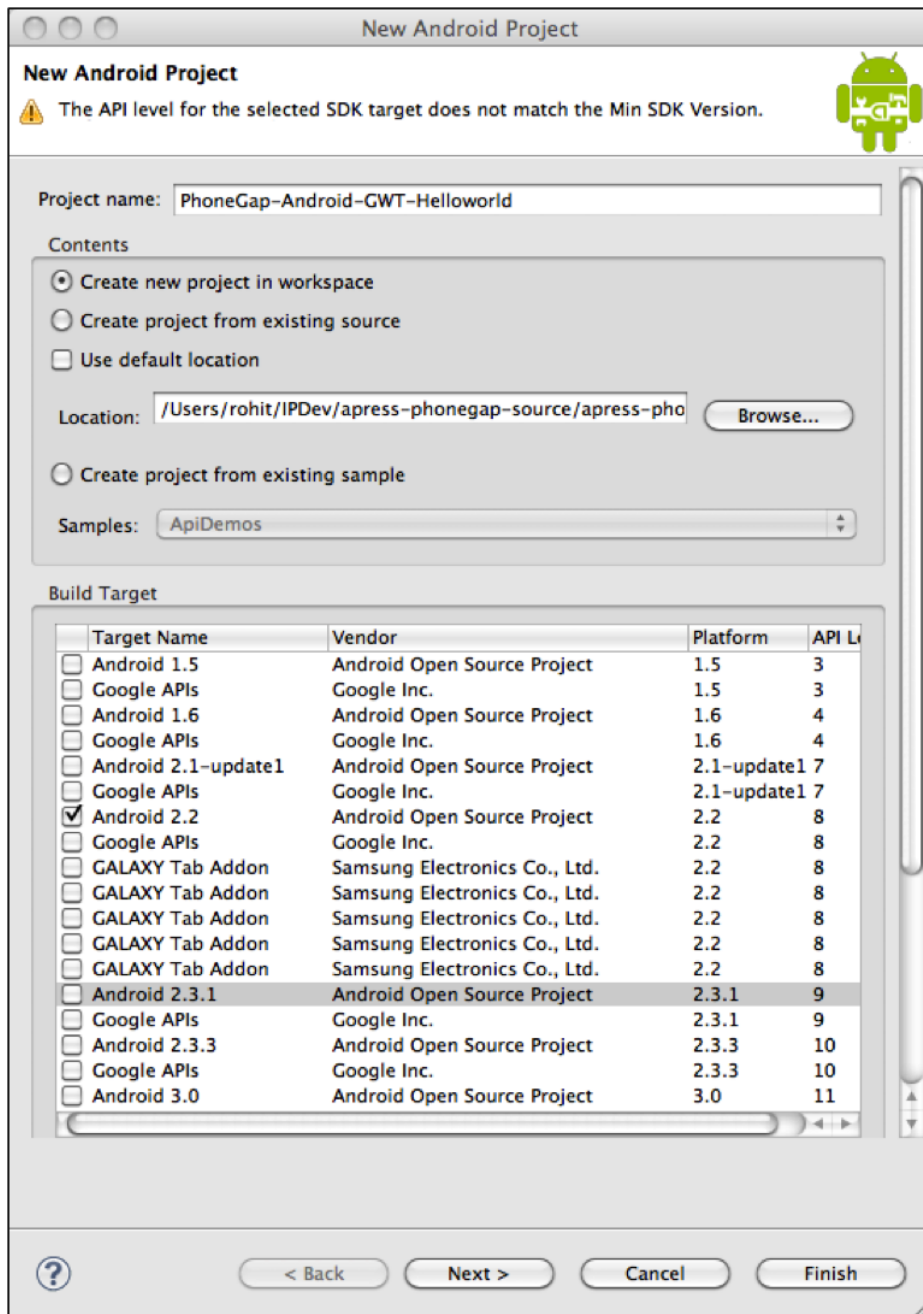 New Android Project
New Android Project
The API level for the selected SDK target does not match the Min SDK Version.
Project name: PhoneGap-Android-GWT-Helloworld
Contents
Create new project in workspace
Create project from existing source
Use default location
Location: /Users/rohit/IPDev/apress-phonegap-source/apress-pho Browse...
Create project from existing sample
Samples: ApiDemos
Build Target
Target Name Vendor Platform API Le
Android 1.5 Android Open Source Project 1.5 3
Google APIs Google Inc. 1.5 3
Android 1.6 Android Open Source Project 1.6 4
Google APIs Google Inc. 1.6 4
Android 2.1-update1 Android Open Source Project 2.1-update1 7
Google APIs Google Inc. 2.1-update1 7
Android 2.2 Android Open Source Project 2.2 8
Google APIs Google Inc. 2.2 8
GALAXY Tab Addon Samsung Electronics Co., Ltd. 2.2 8
GALAXY Tab Addon Samsung Electronics Co., Ltd. 2.2 8
GALAXY Tab Addon Samsung Electronics Co., Ltd. 2.2 8
GALAXY Tab Addon Samsung Electronics Co., Ltd. 2.2 8
GALAXY Tab Addon Samsung Electronics Co., Ltd. 2.2 8
Android 2.3.1 Android Open Source Project 2.3.1 9
Google APIs Google Inc. 2.3.1 9
Android 2.3.3 Android Open Source Project 2.3.3 10
Google APIs Google Inc. 2.3.3 10
Android 3.0 Android Open Source Project 3.0 11
? < Back Next > Cancel Finish